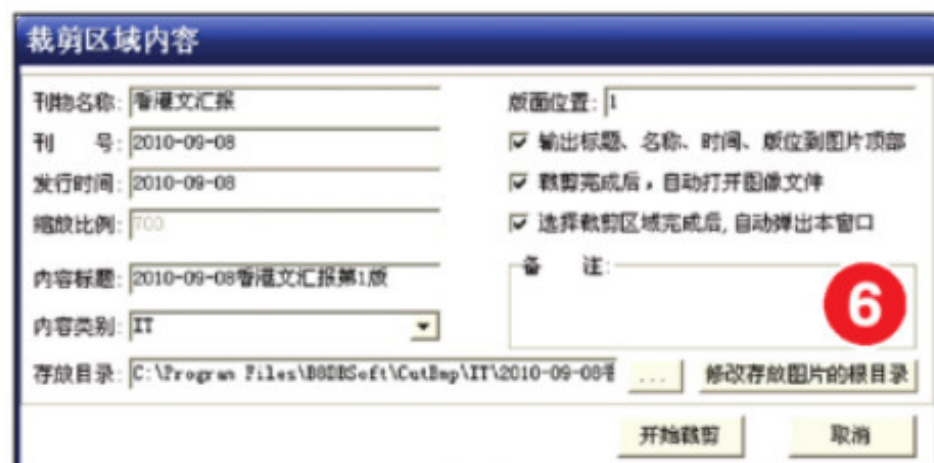 裁剪区域内容
刊物名称: 香港文汇报
版面位置: 1
刊 号: 2010-09-08
输出标题、名称、时间、版位到图片顶部
发行时间: 2010-09-08
裁剪完成后，自动打开图像文件
缩放比例: 700
选择裁剪区域完成后, 自动弹出本窗口
内容标题: 2010-09-08香港文汇报第1版
备 注:
6
内容类别: IT
存放目录: C:\Program Files\BBDBSoft\CutBmp\IT\2010-09-08香
...
修改存放图片的根目录
开始裁剪
取消